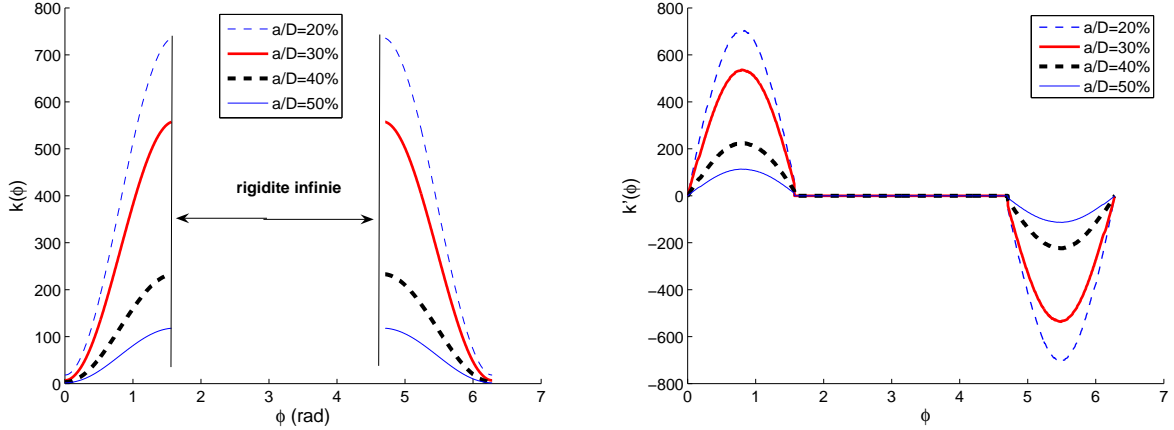 800
700
600
500
400
300
200
100
0
k(ϕ)
a/D=20%
a/D=30%
a/D=40%
a/D=50%
rigidite infinie
0 1 2 3 4 5 6 7
ϕ (rad)
800
600
400
200
0
−200
−400
−600
−800
k'(ϕ)
a/D=20%
a/D=30%
a/D=40%
a/D=50%
0 1 2 3 4 5 6 7
ϕ